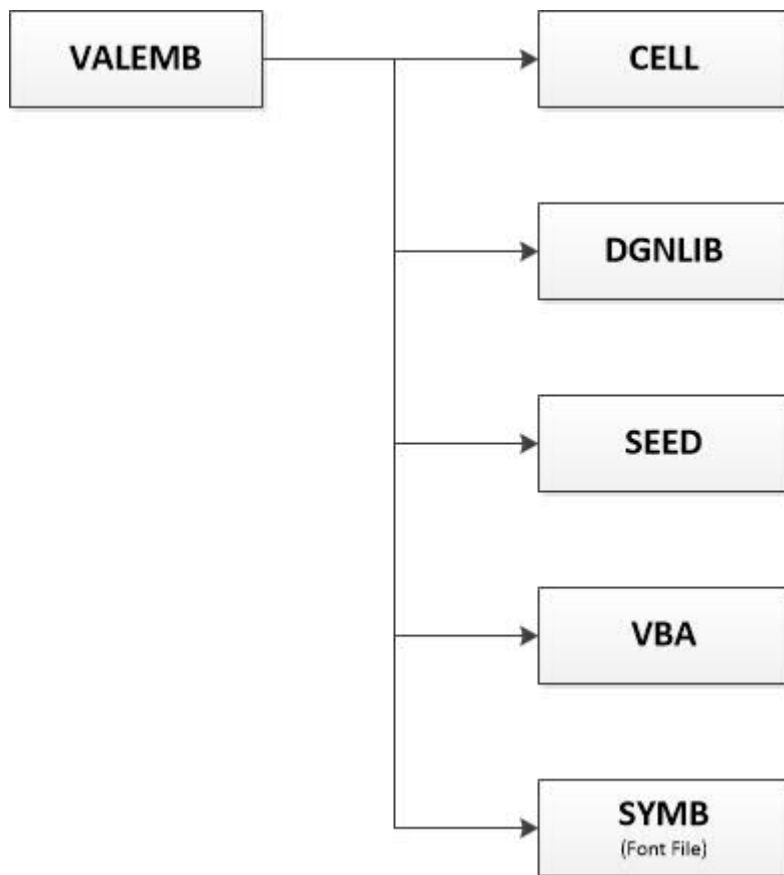 VALEMB
CELL
DGNLIB
SEED
VBA
SYMB
(Font File)